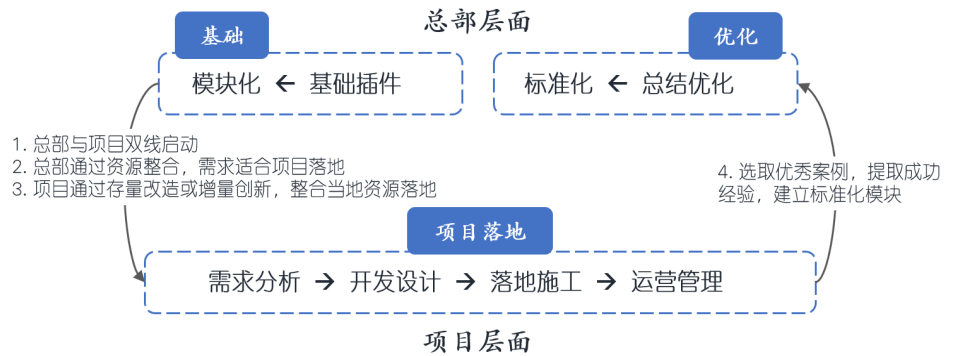 总部层面
基础
优化
模块化 ← 基础插件
标准化 ← 总结优化
1. 总部与项目双线启动
2. 总部通过资源整合，需求适合项目落地
3. 项目通过存量改造或增量创新，整合当地资源落地
4. 选取优秀案例，提取成功
经验，建立标准化模块
项目落地
需求分析 → 开发设计 → 落地施工 → 运营管理
项目层面